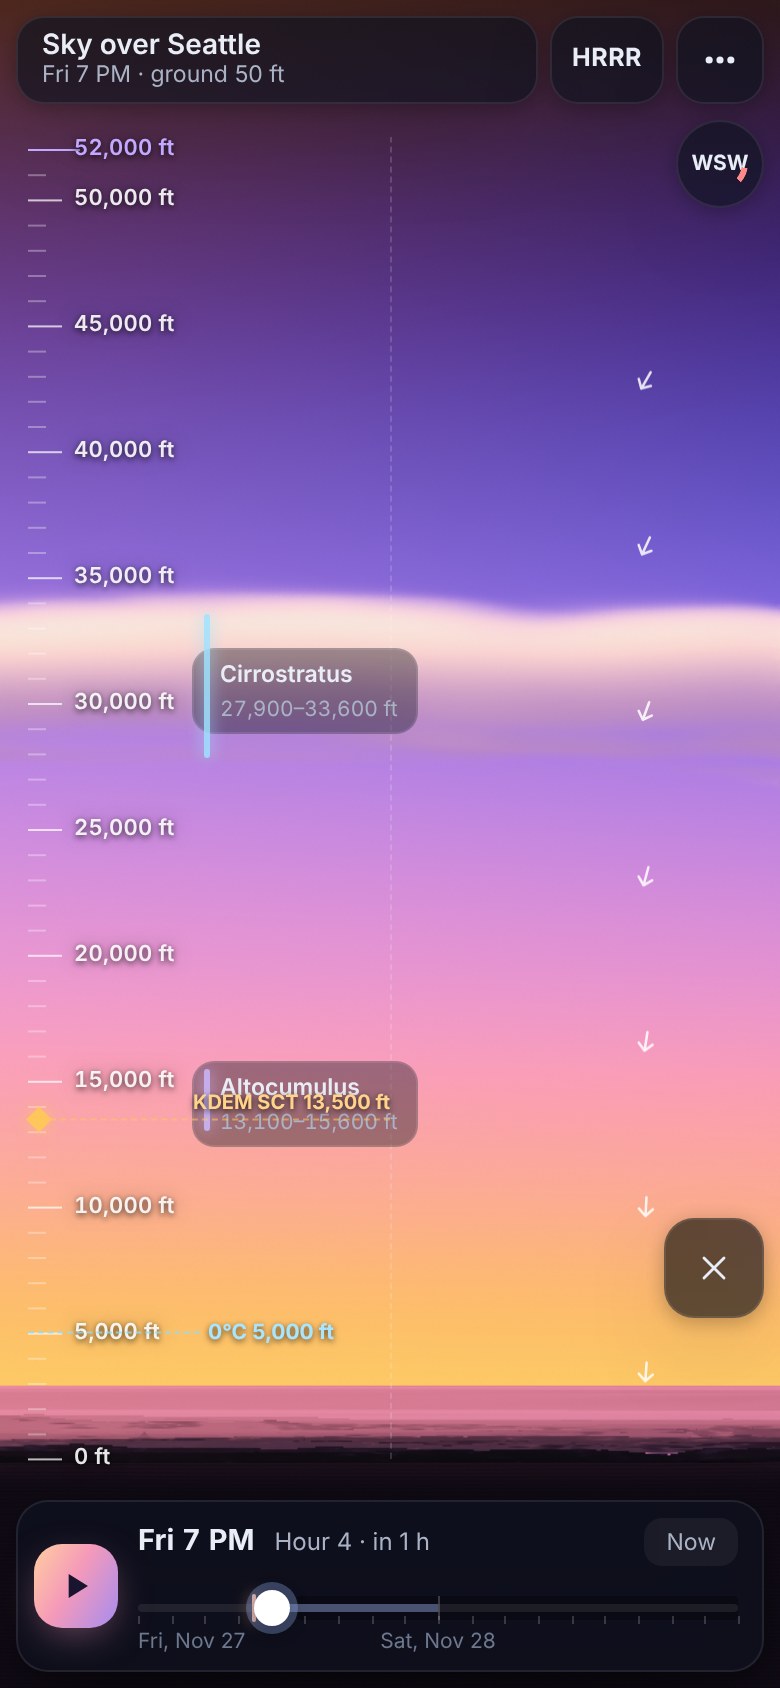 Sky over Seattle
Fri 7 PM · ground 50 ft
HRRR
WSW
52,000 ft
50,000 ft
45,000 ft
40,000 ft
35,000 ft
Cirrostratus
30,000 ft
27,900–33,600 ft
25,000 ft
20,000 ft
15,000 ft
Altocumulus
KDEM SCT 13,500 ft
13,100–15,600 ft
10,000 ft
5,000 ft
0°C 5,000 ft
0 ft
Fri 7 PM
Hour 4 · in 1 h
Now
Fri, Nov 27
Sat, Nov 28